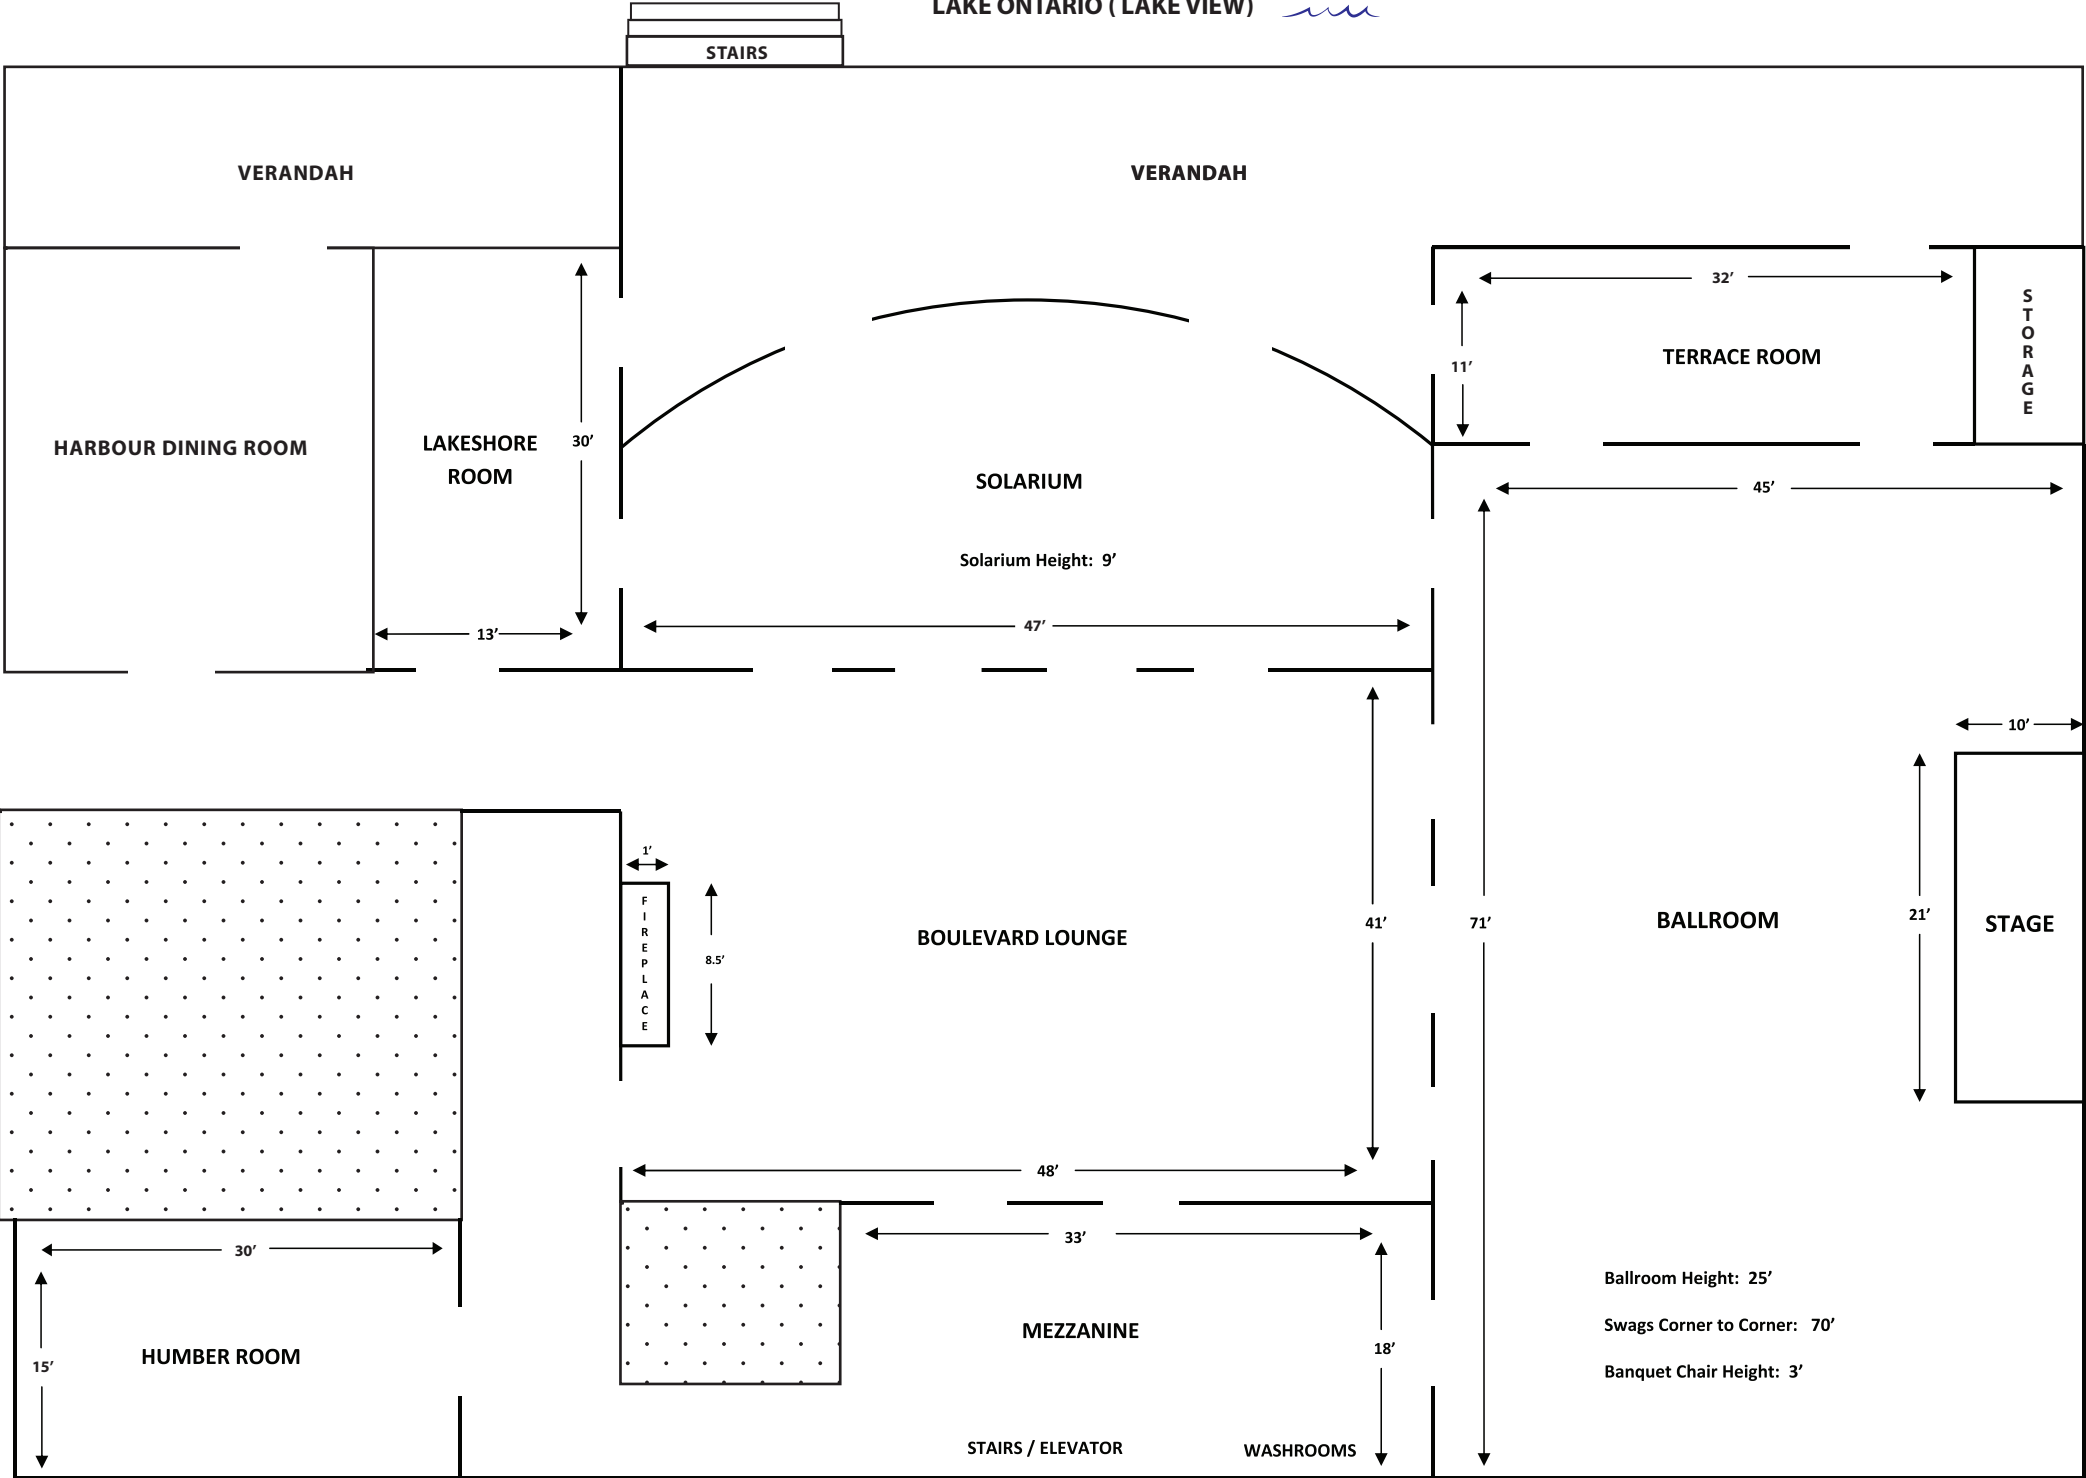 LAKE ONTARIO ( LAKE VIEW)
STAIRS
VERANDAH
VERANDAH
32’
STORAGE
TERRACE ROOM
11’
HARBOUR DINING ROOM
LAKESHORE
ROOM
30’
13’
SOLARIUM
Solarium Height: 9’
47’
45’
10’
1’
FIREPLACE
8.5’
BOULEVARD LOUNGE
41’
71’
BALLROOM
21’
STAGE
48’
33’
30’
15’
HUMBER ROOM
MEZZANINE
18’
STAIRS / ELEVATOR
WASHROOMS
Ballroom Height: 25’
Swags Corner to Corner: 70’
Banquet Chair Height: 3’